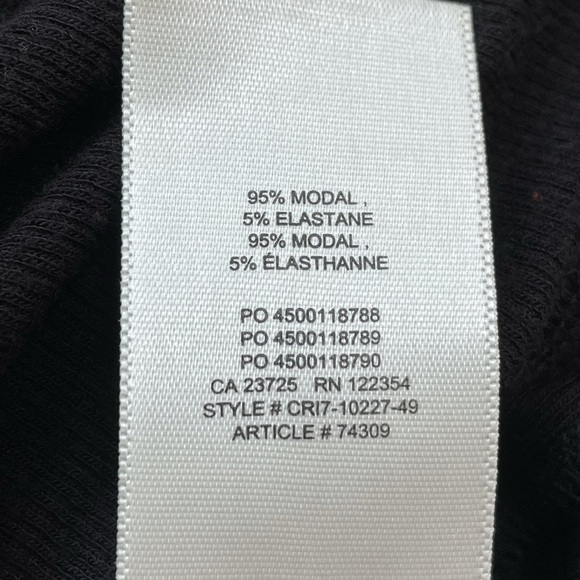 95% MODAL ,
5% ELASTANE
95% MODAL ,
5% ÉLASTHANNE
PO 4500118788
PO 4500118789
PO 4500118790
CA 23725 RN 122354
STYLE # CRI7-10227-49
ARTICLE # 74309